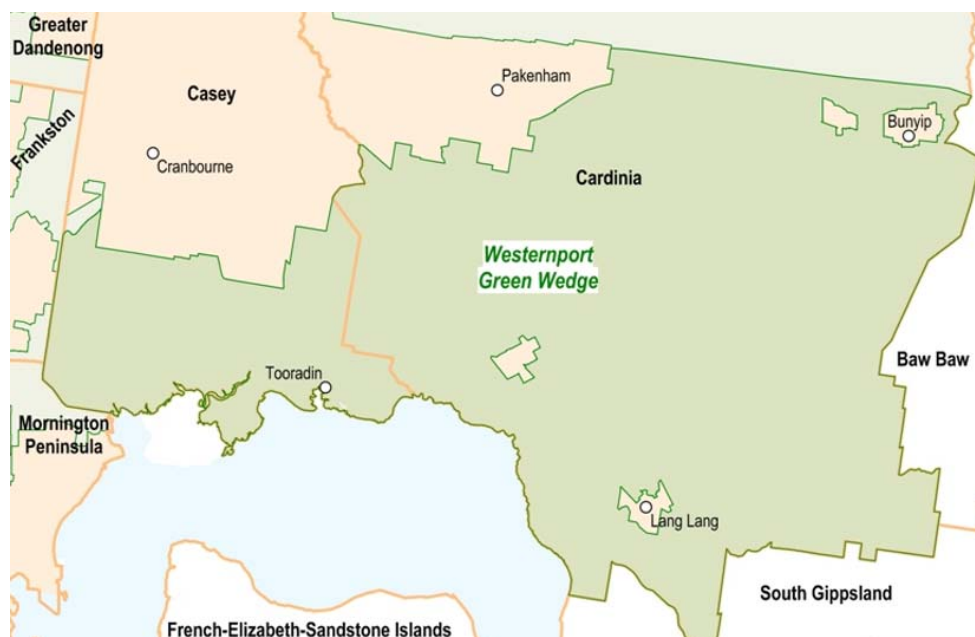 Greater
Dandenong
Casey
Pakenham
Frankston
Cranbourne
Bunyip
Cardinia
Westernport
Green Wedge
Baw Baw
Tooradin
Mornington
Peninsula
Lang Lang
South Gippsland
French-Elizabeth-Sandstone Islands